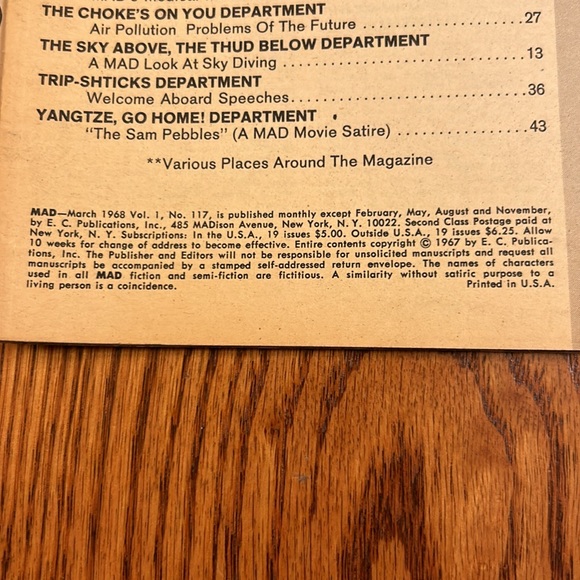 THE CHOKE'S ON YOU DEPARTMENT
Air Pollution Problems Of The Future ........................27
THE SKY ABOVE, THE THUD BELOW DEPARTMENT
A MAD Look At Sky Diving ....................................13
TRIP-SHTICKS DEPARTMENT
Welcome Aboard Speeches.....................................36
YANGTZE, GO HOME! DEPARTMENT
"The Sam Pebbles" (A MAD Movie Satire) ......................43
**Various Places Around The Magazine
MAD—March 1968 Vol. 1, No. 117, is published monthly except February, May, August and November,
by E. C. Publications, Inc., 485 MADison Avenue, New York, N. Y. 10022. Second Class Postage paid at
New York, N. Y. Subscriptions: In the U.S.A., 19 issues $5.00. Outside U.S.A., 19 issues $6.25. Allow
10 weeks for change of address to become effective. Entire contents copyright © 1967 by E. C. Publica-
tions, Inc. The Publisher and Editors will not be responsible for unsolicited manuscripts and request all
manuscripts be accompanied by a stamped self-addressed return envelope. The names of characters
used in all MAD fiction and semi-fiction are fictitious. A similarity without satiric purpose to a
living person is a coincidence. Printed in U.S.A.